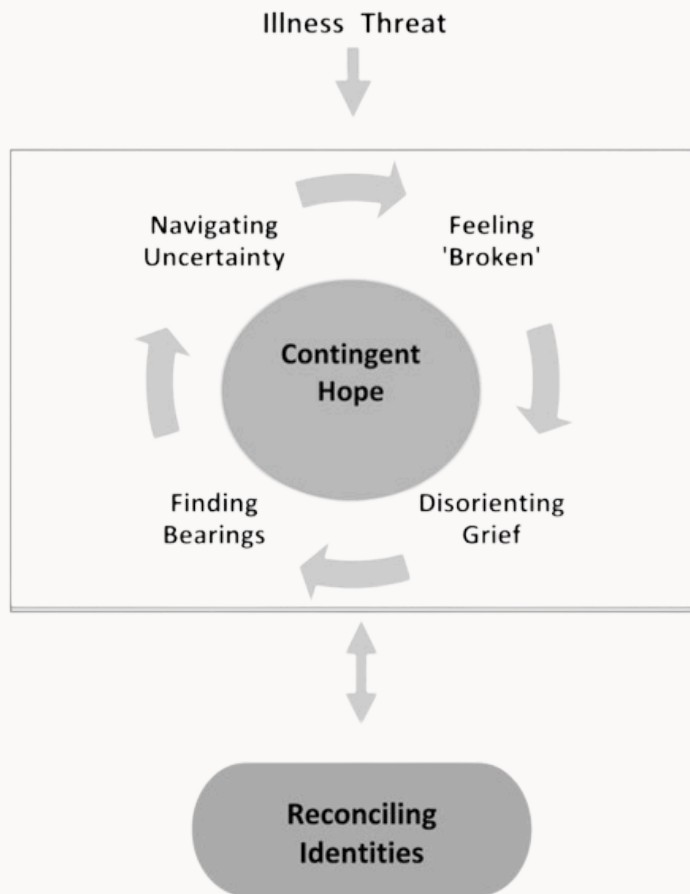 Illness Threat
Navigating
Uncertainty
Feeling
'Broken'
Contingent
Hope
Finding
Bearings
Disorienting
Grief
Reconciling
Identities